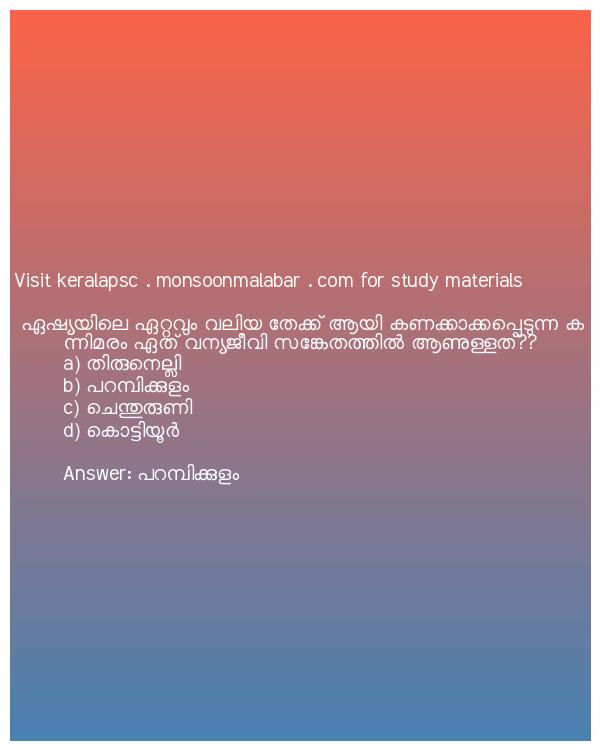 Visit keralapsc . monsoonmalabar . com for study materials
ഏഷ്യയിലെ ഏറ്റവും വലിയ തേക്ക് ആയി കണക്കാക്കപ്പെടുന്ന ക
ന്നിമരം ഏത് വന്യജീവി സങ്കേതത്തിൽ ആണുള്ളത്??
a) തിരുനെല്ലി
b) പറമ്പിക്കുളം
c) ചെന്തുരുണി
d) കൊട്ടിയൂർ
Answer: പറമ്പിക്കുളം